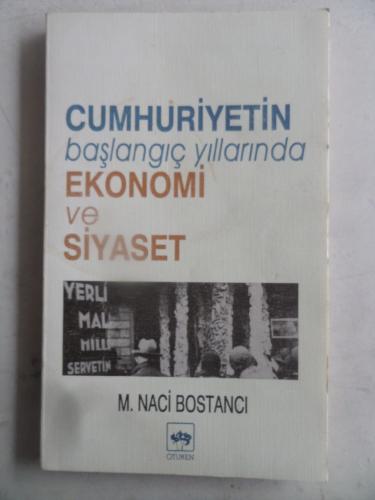 CUMHURİYETİN
başlangıç yıllarında
EKONOMİ
ve
SİYASET
YERLİ
MAL
MİLLİ
SERVETİN
M. NACİ BOSTANCI
ÖTÜKEN